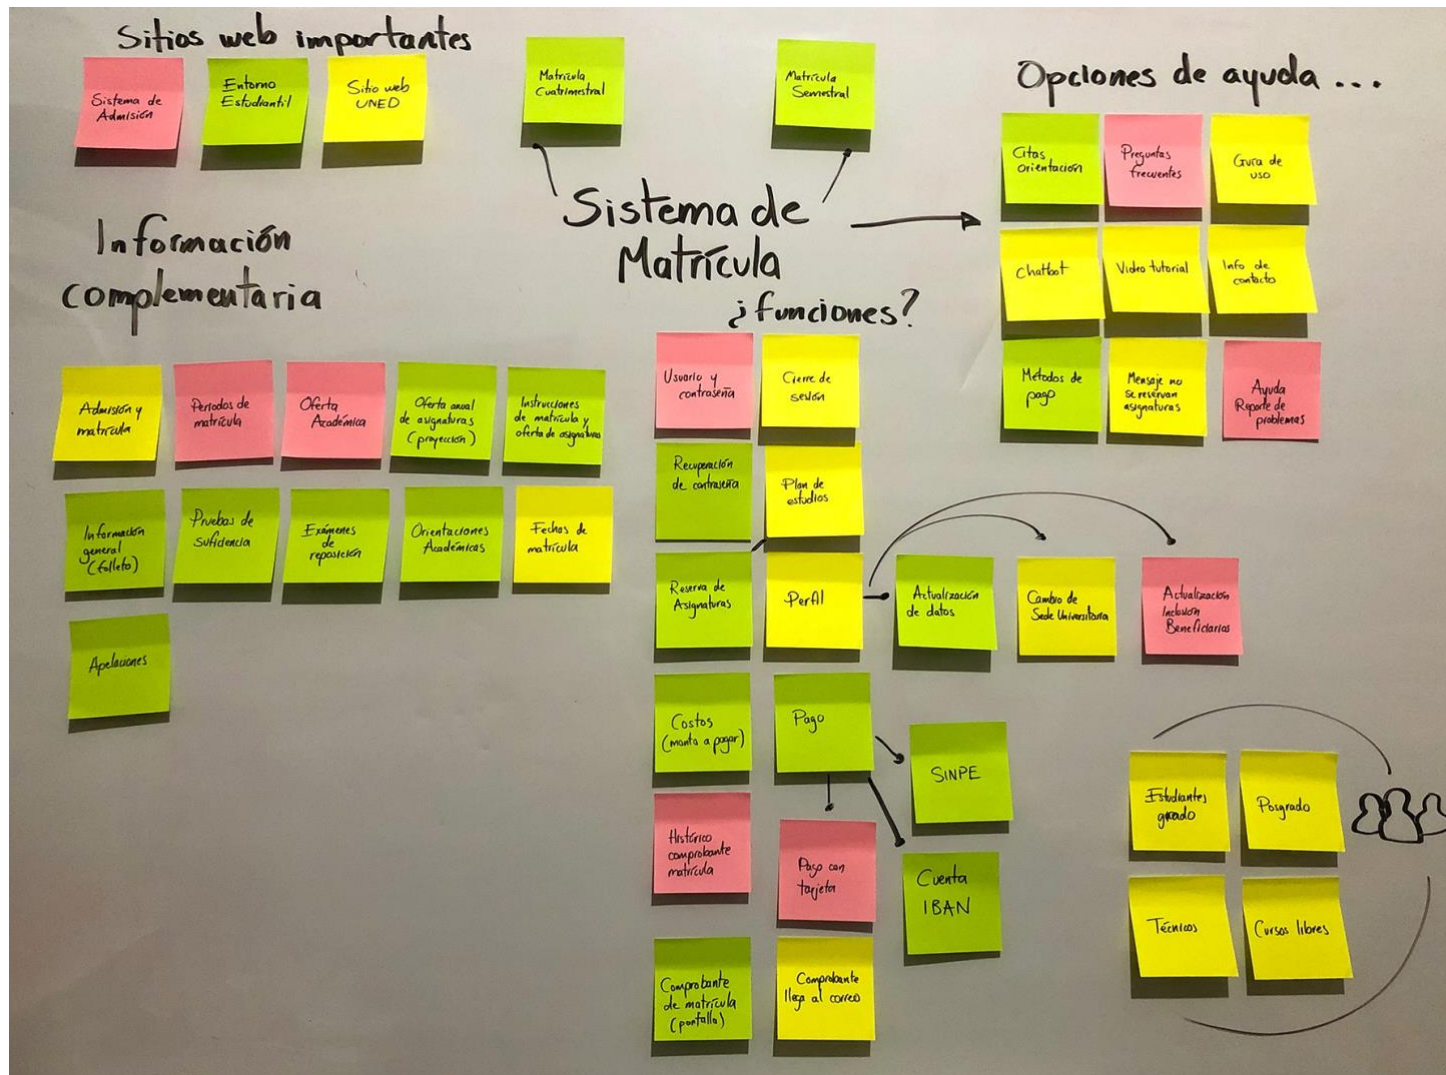 Sitios web importantes
Sistema de
Admisión
Entorno
Estudiantil
Sitio web
UNED
Matrícula
Cuatrimestral
Matrícula
Semestral
Sistema de
Matrícula
Opciones de ayuda ...
Citas
orientación
Preguntas
frecuentes
Guía de
uso
Chatbot
Video tutorial
Info de
contacto
Métodos de
pago
Mensaje no
se reservan
asignaturas
Ayuda
Reporte de
problemas
Información
complementaria
Admisión y
matrícula
Periodos de
matrícula
Oferta
Académica
Oferta anual
de asignaturas
(proyección)
Instrucciones
de matrícula y
oferta de asignaturas
Información
general
(folleto)
Pruebas de
suficiencia
Exámenes
de
reposición
Orientaciones
Académicas
Fechas de
matrícula
Apelaciones
¿funciones?
Usuario y
contraseña
Cierre de
sesión
Recuperación
de contraseña
Plan de
estudios
Reserva de
Asignaturas
Perfil
Actualización
de datos
Cambio de
Sede Universitaria
Actualización
Inclusión
Beneficiarios
Costos
(monto a pagar)
Pago
SINPE
Histórico
comprobante
matrícula
Pago con
tarjeta
Cuenta
IBAN
Comprobante
de matrícula
(pantalla)
Comprobante
llega al correo
Estudiantes
grado
Posgrado
Técnicos
Cursos libres